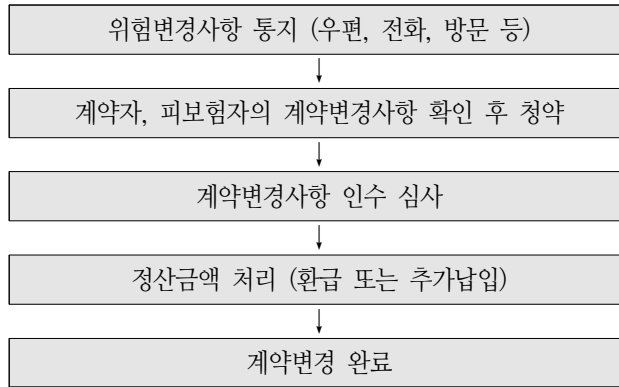 위험변경사항 통지 (우편, 전화, 방문 등)
계약자, 피보험자의 계약변경사항 확인 후 청약
계약변경사항 인수 심사
정산금액 처리 (환급 또는 추가납입)
계약변경 완료